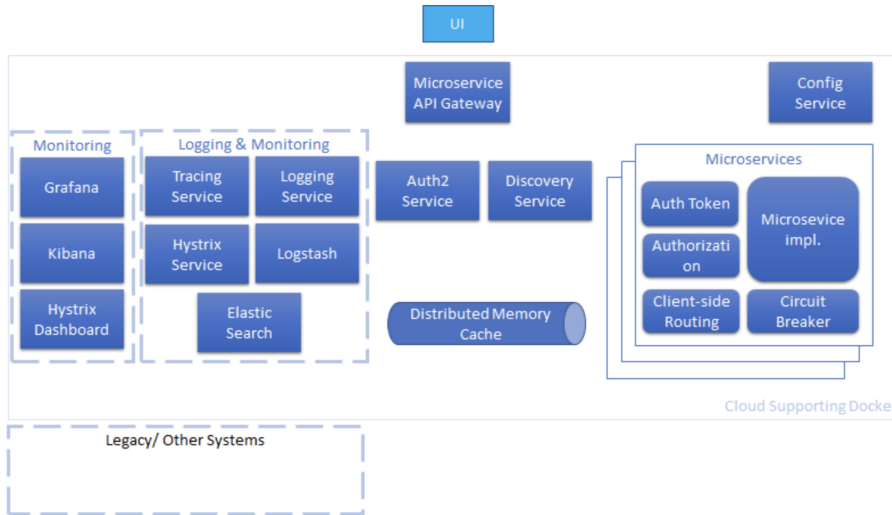 UI
Microservice
API Gateway
Config
Service
Monitoring
Grafana
Kibana
Hystrix
Dashboard
Logging & Monitoring
Tracing
Service
Logging
Service
Hystrix
Service
Logstash
Elastic
Search
Auth2
Service
Discovery
Service
Distributed Memory
Cache
Microservices
Auth Token
Microsevice
impl.
Authorizati
on
Client-side
Routing
Circuit
Breaker
Cloud Supporting Docke
Legacy/ Other Systems